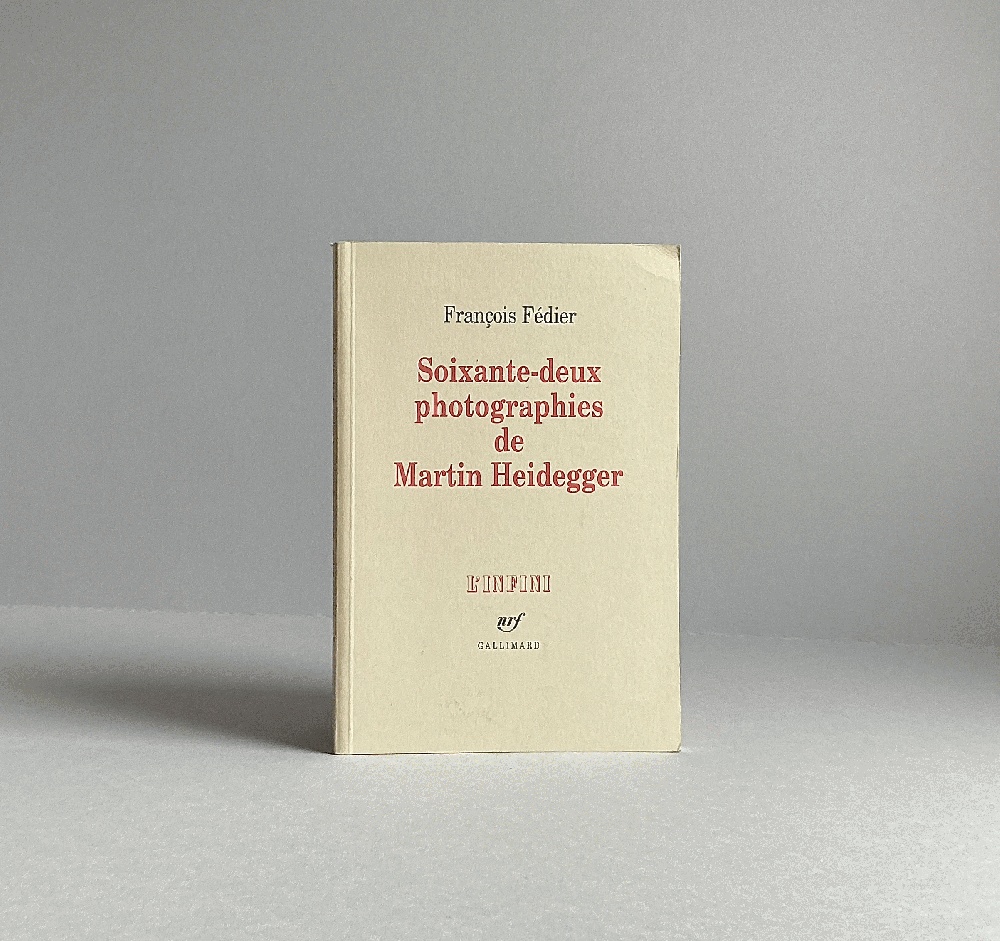 François Fédier
Soixante-deux
photographies
de
Martin Heidegger
L'INFINI
nrf
GALLIMARD